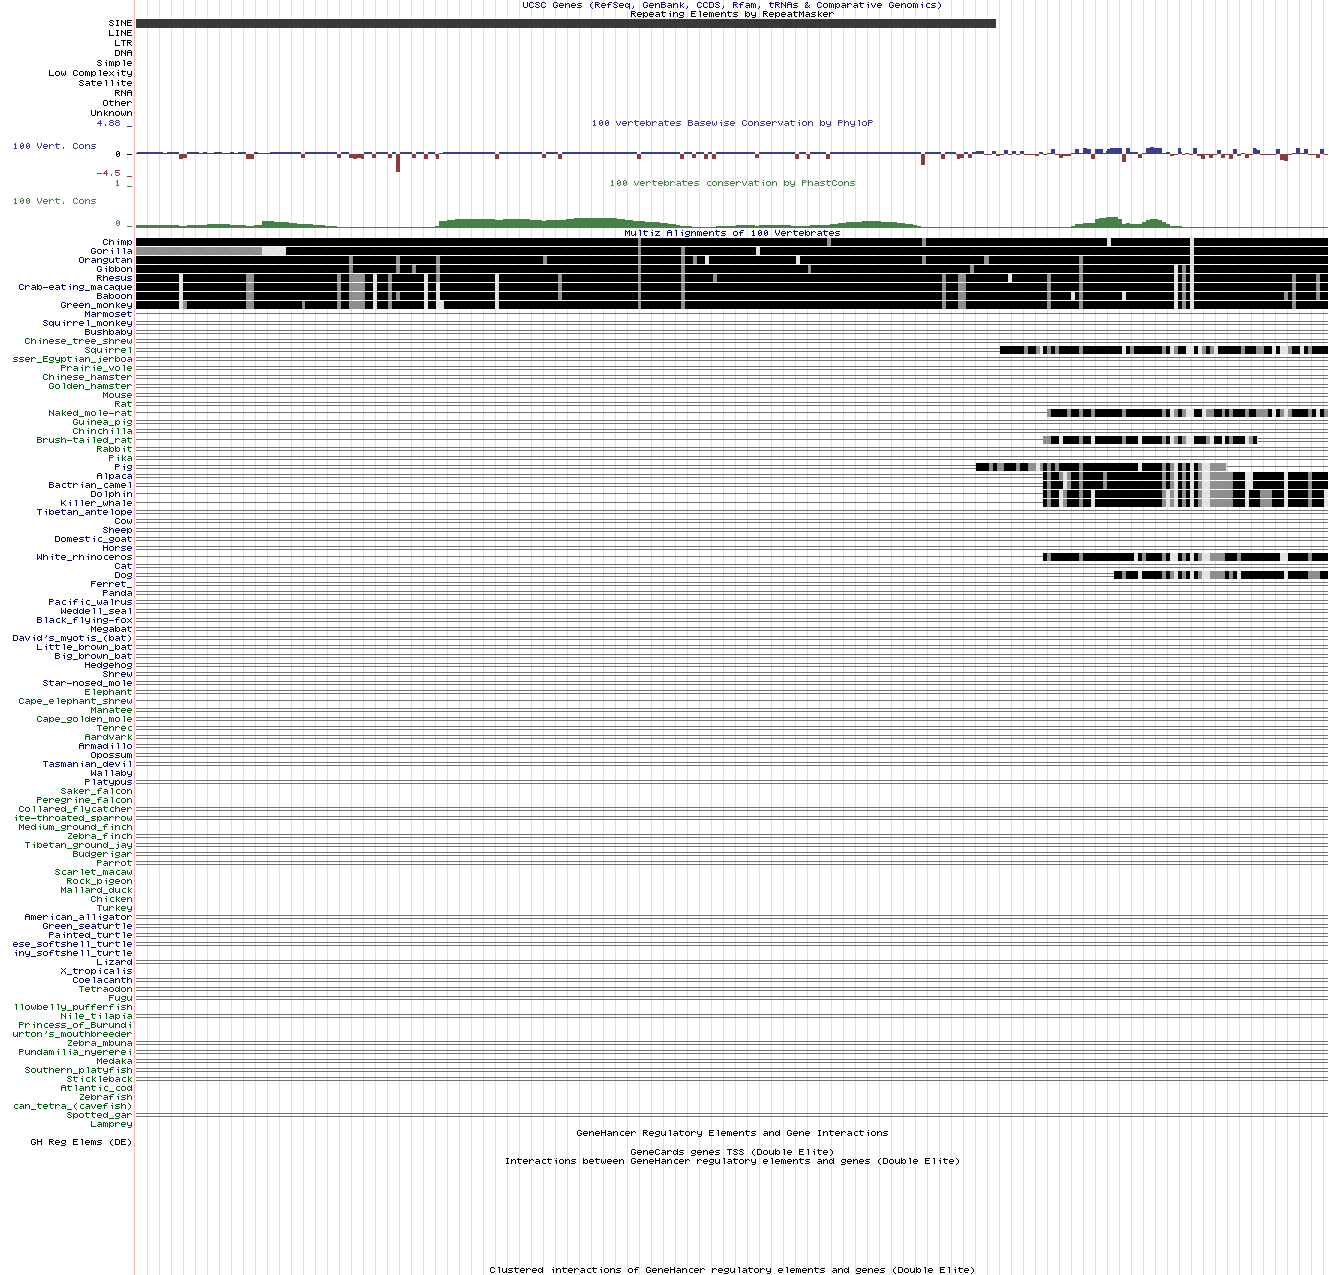 UCSC Genes (RefSeq, GenBank, CCDS, Rfam, tRNAs & Comparative Genomics)
Repeating Elements by RepeatMasker
SINE
LINE
LTR
DNA
Simple
Low Complexity
Satellite
RNA
Other
Unknown
100 vertebrates Basewise Conservation by PhyloP
4.88 _
100 Vert. Cons
0 _
-4.5 _
100 vertebrates conservation by PhastCons
1 _
100 Vert. Cons
0 _
Multiz Alignments of 100 Vertebrates
Chimp
Gorilla
Orangutan
Gibbon
Rhesus
Crab-eating_macaque
Baboon
Green_monkey
Marmoset
Squirrel_monkey
Bushbaby
Chinese_tree_shrew
Squirrel
sser_Egyptian_jerboa
Prairie_vole
Chinese_hamster
Golden_hamster
Mouse
Rat
Naked_mole-rat
Guinea_pig
Chinchilla
Brush-tailed_rat
Rabbit
Pika
Pig
Alpaca
Bactrian_camel
Dolphin
Killer_whale
Tibetan_antelope
Cow
Sheep
Domestic_goat
Horse
White_rhinoceros
Cat
Dog
Ferret_
Panda
Pacific_walrus
Weddell_seal
Black_flying-fox
Megabat
David's_myotis_(bat)
Little_brown_bat
Big_brown_bat
Hedgehog
Shrew
Star-nosed_mole
Elephant
Cape_elephant_shrew
Manatee
Cape_golden_mole
Tenrec
Aardvark
Armadillo
Opossum
Tasmanian_devil
Wallaby
Platypus
Saker_falcon
Peregrine_falcon
Collared_flycatcher
ite-throated_sparrow
Medium_ground_finch
Zebra_finch
Tibetan_ground_jay
Budgerigar
Parrot
Scarlet_macaw
Rock_pigeon
Mallard_duck
Chicken
Turkey
American_alligator
Green_seaturtle
Painted_turtle
ese_softshell_turtle
iny_softshell_turtle
Lizard
X_tropicalis
Coelacanth
Tetraodon
Fugu
llowbelly_pufferfish
Nile_tilapia
Princess_of_Burundi
urton's_mouthbreeder
Zebra_mbuna
Pundamilia_nyererei
Medaka
Southern_platyfish
Stickleback
Atlantic_cod
Zebrafish
can_tetra_(cavefish)
Spotted_gar
Lamprey
GeneHancer Regulatory Elements and Gene Interactions
GH Reg Elems (DE)
GeneCards genes TSS (Double Elite)
Interactions between GeneHancer regulatory elements and genes (Double Elite)
Clustered interactions of GeneHancer regulatory elements and genes (Double Elite)